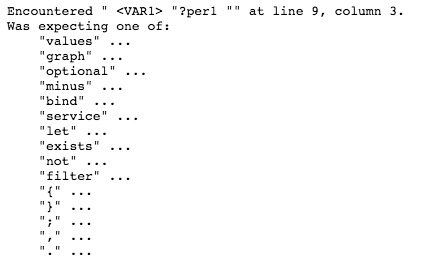 Encountered " <VAR1> "?per1 "" at line 9, column 3.
Was expecting one of:
"values" ...
"graph" ...
"optional" ...
"minus" ...
"bind" ...
"service" ...
"let" ...
"exists" ...
"not" ...
"filter" ...
"{" ...
"}" ...
";" ...
"," ...
"." ...